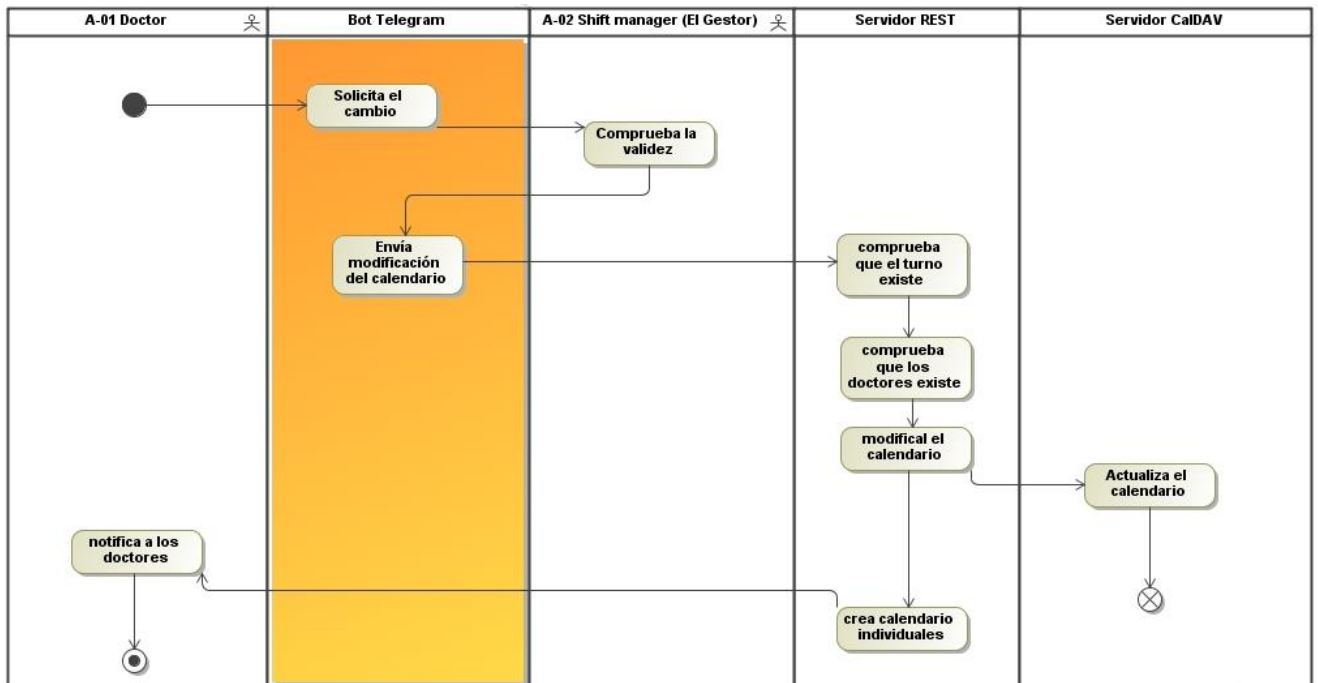 A-01 Doctor
Bot Telegram
A-02 Shift manager (El Gestor)
Servidor REST
Servidor CalDAV
Solicita el
cambio
Comprueba la
validez
Envía
modificación
del calendario
comprueba
que el turno
existe
comprueba
que los
doctores existe
modifical el
calendario
Actualiza el
calendario
notifica a los
doctores
crea calendario
individuales